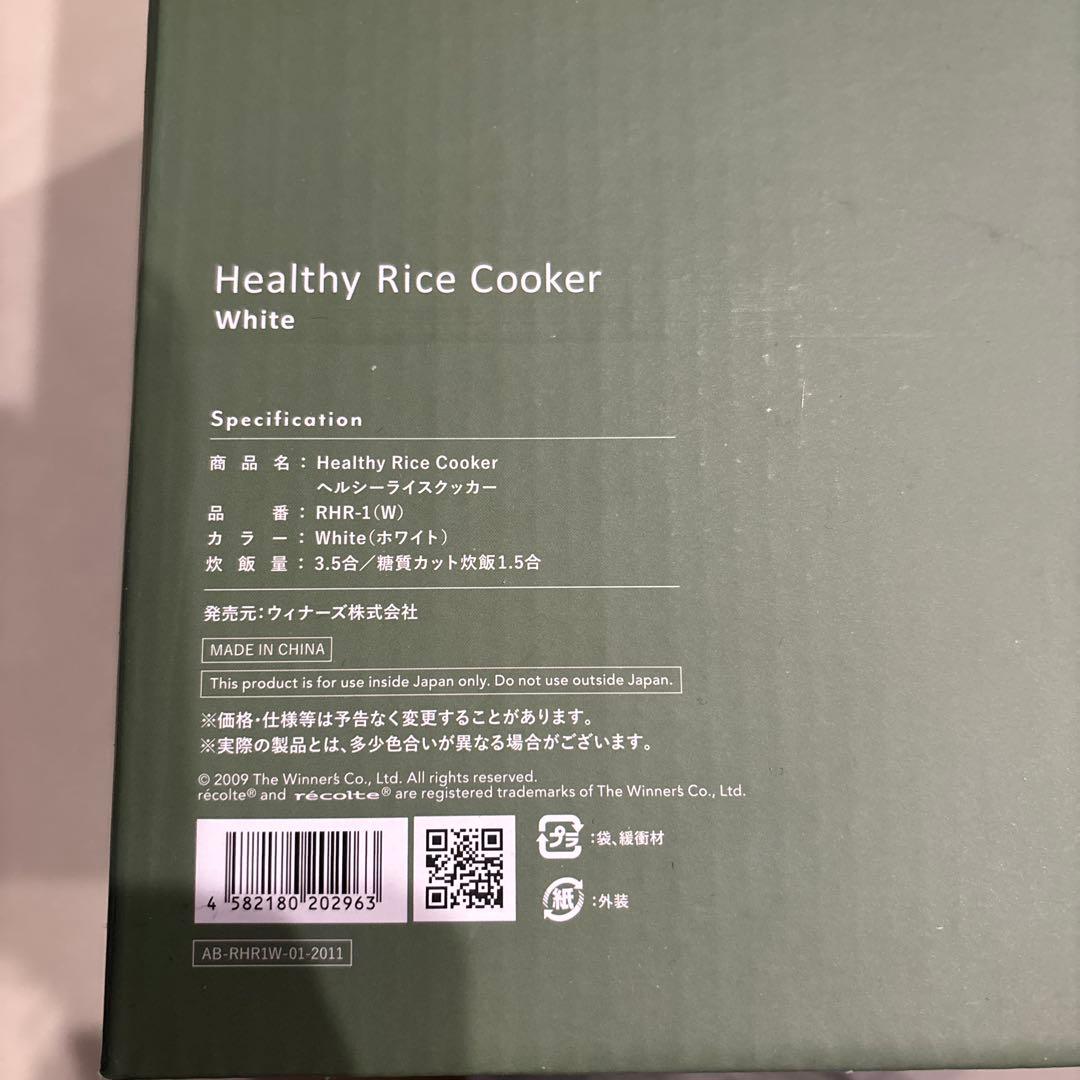 Healthy Rice Cooker
White
Specification
商品名：Healthy Rice Cooker
ヘルシーライスクッカー
品番：RHR-1(W)
カラー：White(ホワイト)
炊飯量：3.5合／糖質カット炊飯1.5合
発売元：ウィナーズ株式会社
MADE IN CHINA
This product is for use inside Japan only. Do not use outside Japan.
※価格・仕様等は予告なく変更することがあります。
※実際の製品とは、多少色合いが異なる場合がございます。
© 2009 The Winner's Co., Ltd. All rights reserved.
récolte® and récolte® are registered trademarks of The Winner's Co., Ltd.
プラ：袋、緩衝材
紙：外装
4 582180 202963
AB-RHR1W-01-2011